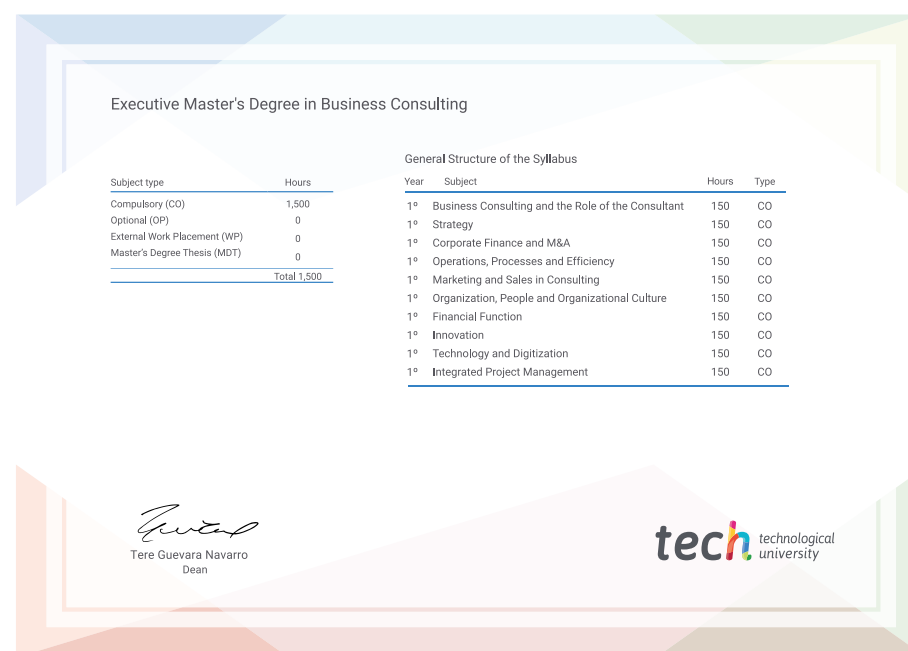 Executive Master's Degree in Business Consulting
General Structure of the Syllabus
Subject type Hours
Compulsory (CO) 1,500
Optional (OP) 0
External Work Placement (WP) 0
Master's Degree Thesis (MDT) 0
Total 1,500
Year Subject Hours Type
1º Business Consulting and the Role of the Consultant 150 CO
1º Strategy 150 CO
1º Corporate Finance and M&A 150 CO
1º Operations, Processes and Efficiency 150 CO
1º Marketing and Sales in Consulting 150 CO
1º Organization, People and Organizational Culture 150 CO
1º Financial Function 150 CO
1º Innovation 150 CO
1º Technology and Digitization 150 CO
1º Integrated Project Management 150 CO
Tere Guevara Navarro
Dean
tech technological
university